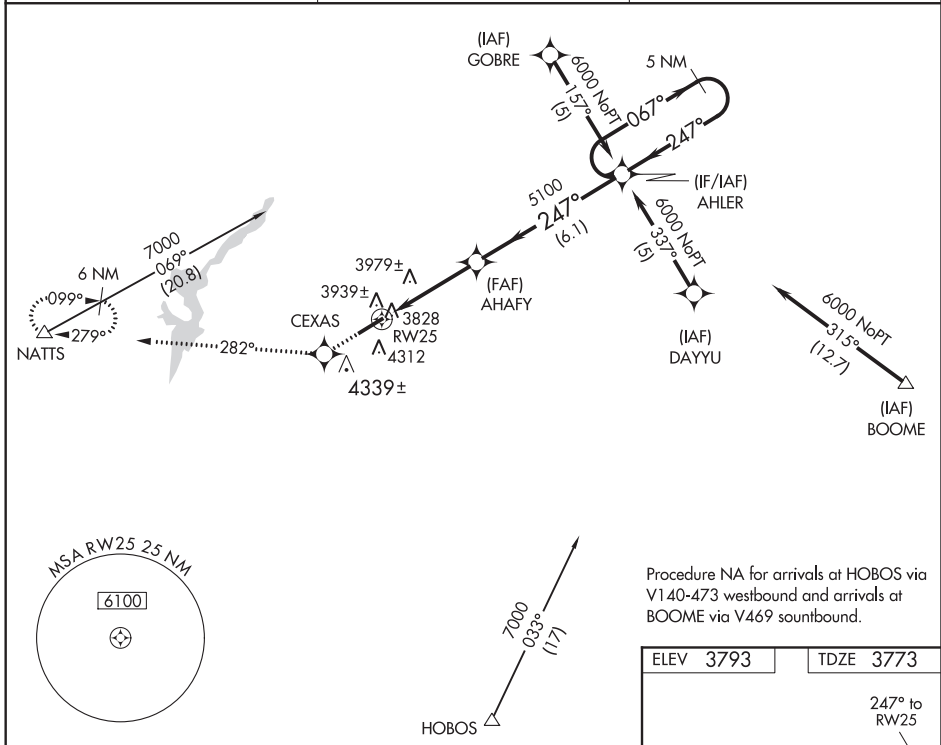 (IAF)
GOBRE
6000 NoPT
157°
(5)
5 NM
067°
247°
(IF/IAF)
AHLER
5100
247°
(6.1)
6000 NoPT
337°
(5)
7000
069°
(20.8)
6 NM
099°
279°
NATTS
3979±
3939±
(FAF)
AHAFY
CEXAS
3828
RW25
4312
282°
4339±
(IAF)
DAYYU
6000 NoPT
315°
(12.7)
(IAF)
BOOME
MSA RW25 25 NM
6100
7000
033°
(17)
HOBOS
Procedure NA for arrivals at HOBOS via
V140-473 westbound and arrivals at
BOOME via V469 sountbound.
ELEV 3793
TDZE 3773
247° to
RW25